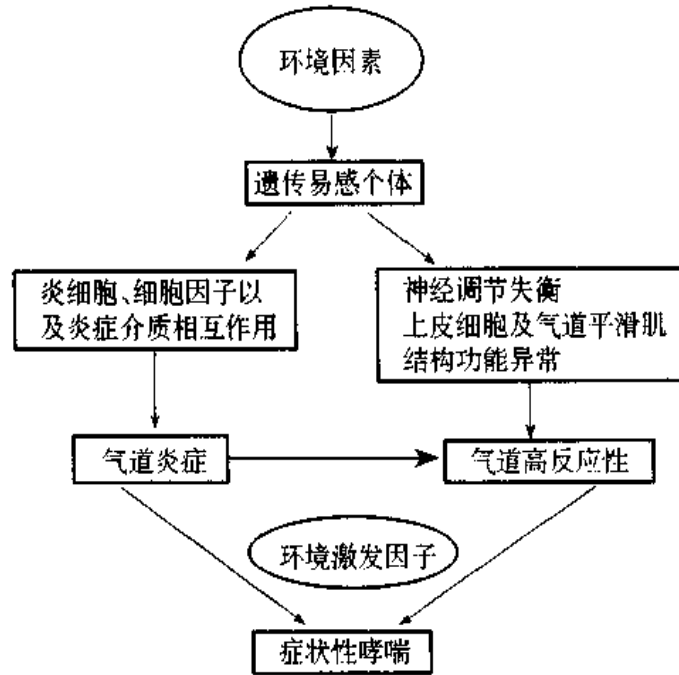 环境因素
遗传易感个体
炎细胞、细胞因子以
及炎症介质相互作用
神经调节失衡
上皮细胞及气道平滑肌
结构功能异常
气道炎症
气道高反应性
环境激发因子
症状性哮喘